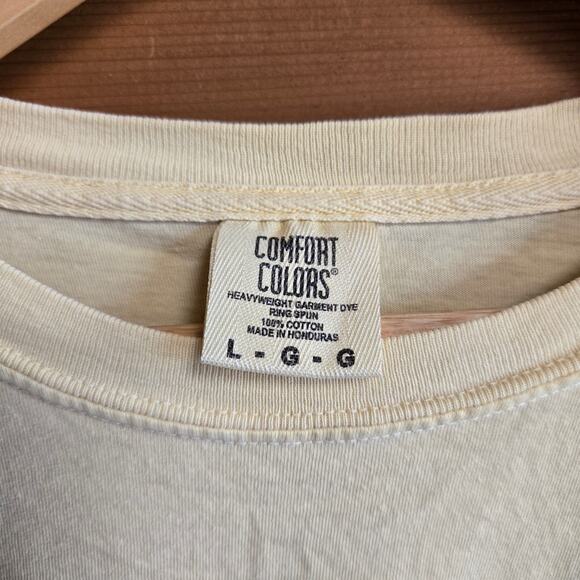 COMFORT
COLORS®
HEAVYWEIGHT GARMENT DYE
RING SPUN
100% COTTON
MADE IN HONDURAS
L - G - G